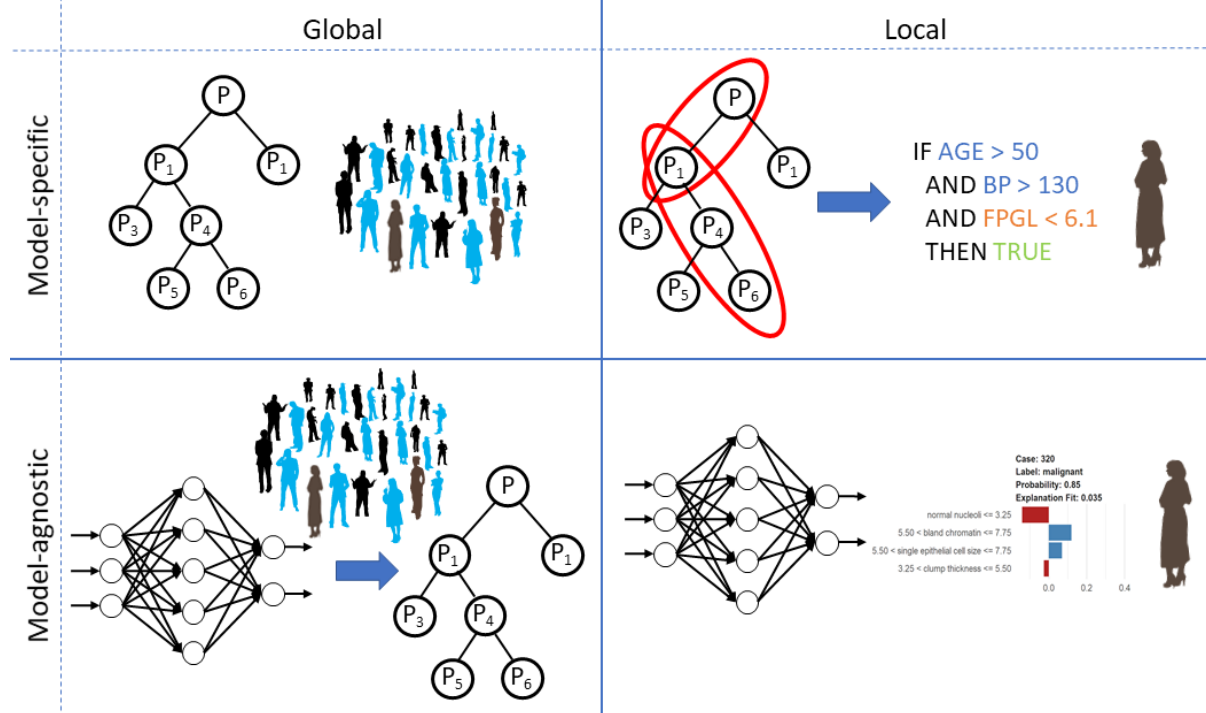 Global
Local
Model-specific
P
P₁
P₁
P₃
P₄
P₅
P₆
P
P₁
P₁
P₃
P₄
P₅
P₆
IF AGE > 50
AND BP > 130
AND FPGL < 6.1
THEN TRUE
Model-agnostic
P
P₁
P₁
P₃
P₄
P₅
P₆
Case: 320
Label: malignant
Probability: 0.85
Explanation Fit: 0.035
normal nucleoli <= 3.25
5.50 < bland chromatin <= 7.75
5.50 < single epithelial cell size <= 7.75
3.25 < clump thickness <= 5.50
0.0 0.2 0.4